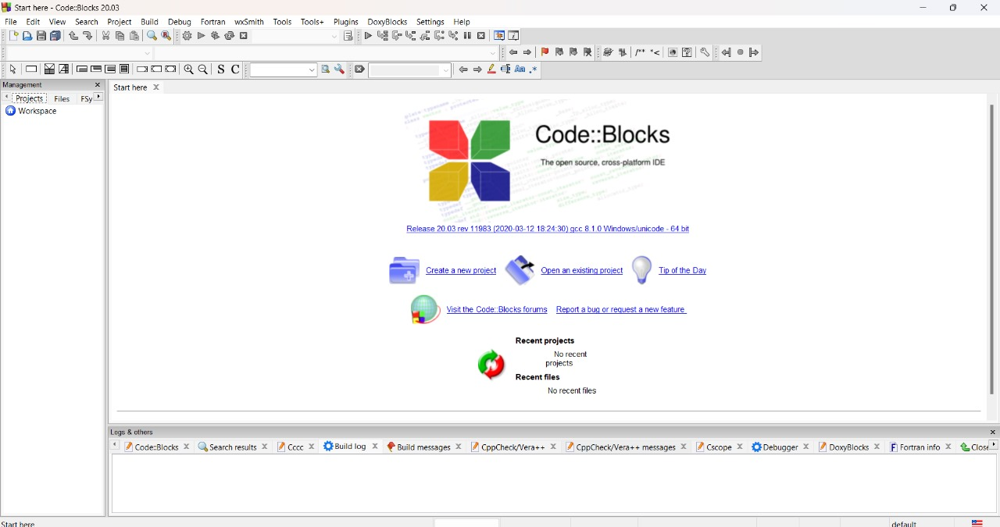 Start here - Code::Blocks 20.03
File Edit View Search Project Build Debug Fortran wxSmith Tools Tools+ Plugins DoxyBlocks Settings Help
/** *<
S C
Aa .*
Management
Projects Files FSy
Workspace
Start here
Code::Blocks
The open source, cross-platform IDE
Release 20.03 rev 11983 (2020-03-12 18:24:30) gcc 8.1.0 Windows/unicode - 64 bit
Create a new project Open an existing project Tip of the Day
Visit the Code::Blocks forums Report a bug or request a new feature
Recent projects
No recent
projects
Recent files
No recent files
Logs & others
Code::Blocks Search results Cccc Build log Build messages CppCheck/Vera++ CppCheck/Vera++ messages Cscope Debugger DoxyBlocks Fortran info Close
Start here default